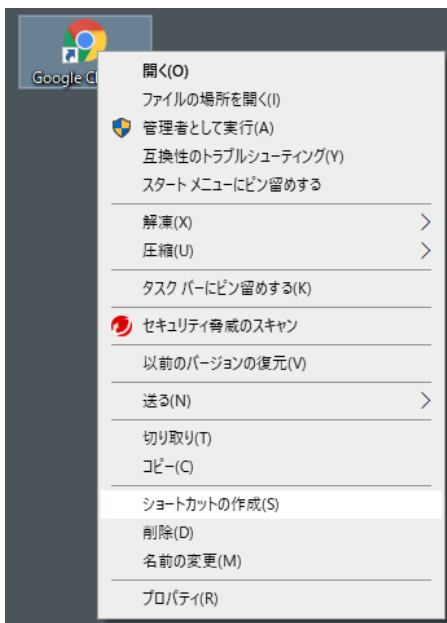 Google Cl
開く(O)
ファイルの場所を開く(I)
管理者として実行(A)
互換性のトラブルシューティング(Y)
スタート メニューにピン留めする
解凍(X)
圧縮(U)
タスク バーにピン留めする(K)
セキュリティ脅威のスキャン
以前のバージョンの復元(V)
送る(N)
切り取り(T)
コピー(C)
ショートカットの作成(S)
削除(D)
名前の変更(M)
プロパティ(R)